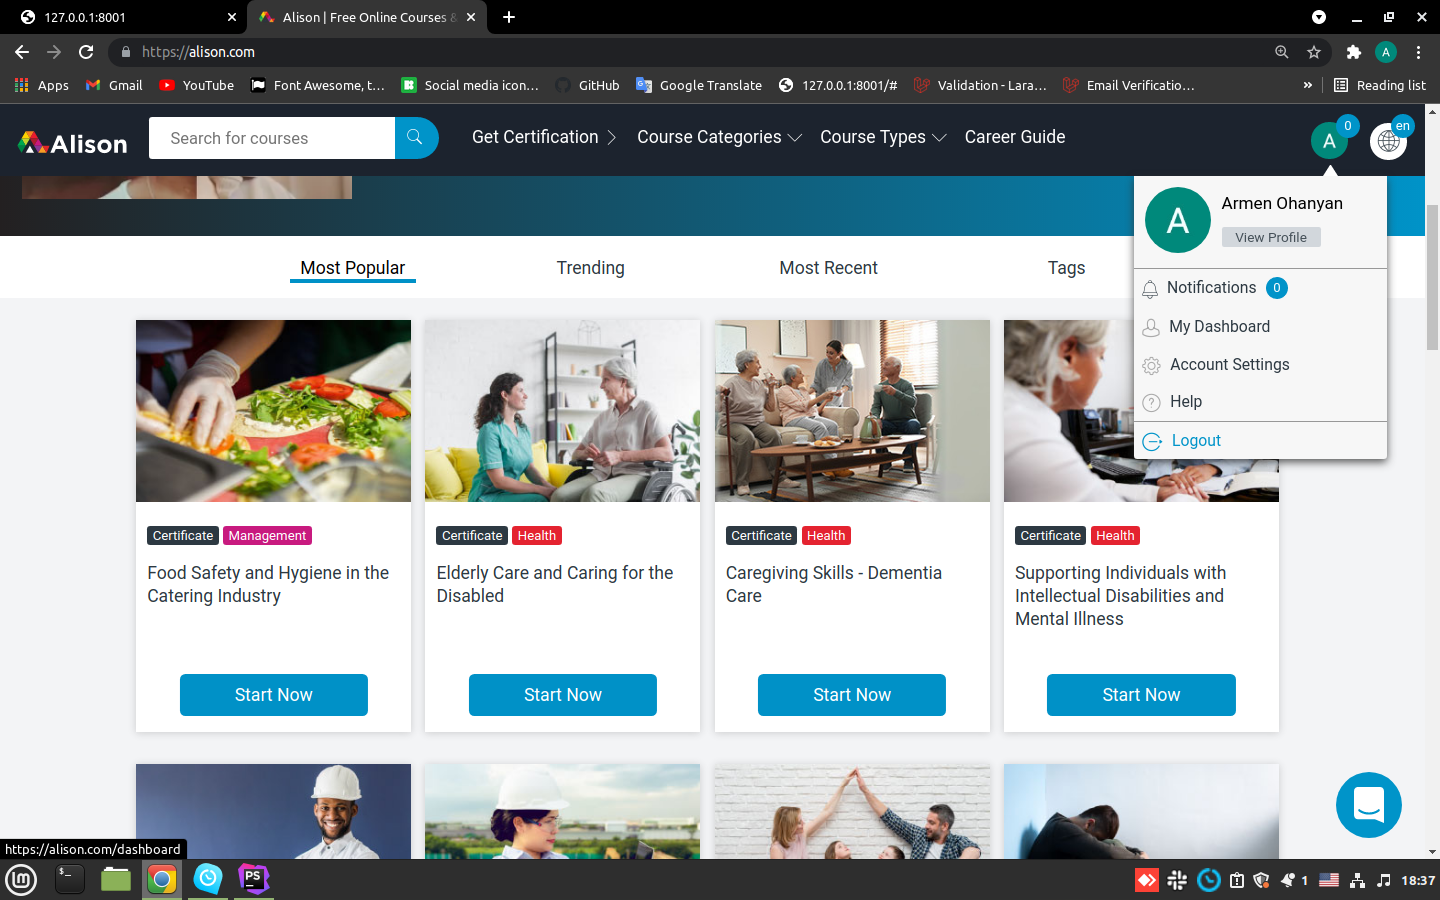 127.0.0.1:8001
Alison | Free Online Courses &
https://alison.com
A
Apps
Gmail
YouTube
Font Awesome, t...
Social media icon...
GitHub
Google Translate
127.0.0.1:8001/#
Validation - Lara...
Email Verificatio...
»
Reading list
Alison
Search for courses
Get Certification
Course Categories
Course Types
Career Guide
A
0
en
A
Armen Ohanyan
View Profile
Notifications 0
My Dashboard
Account Settings
Help
Logout
Most Popular
Trending
Most Recent
Tags
Certificate Management
Food Safety and Hygiene in the
Catering Industry
Start Now
Certificate Health
Elderly Care and Caring for the
Disabled
Start Now
Certificate Health
Caregiving Skills - Dementia
Care
Start Now
Certificate Health
Supporting Individuals with
Intellectual Disabilities and
Mental Illness
Start Now
https://alison.com/dashboard
lm
$_
PS
1
18:37